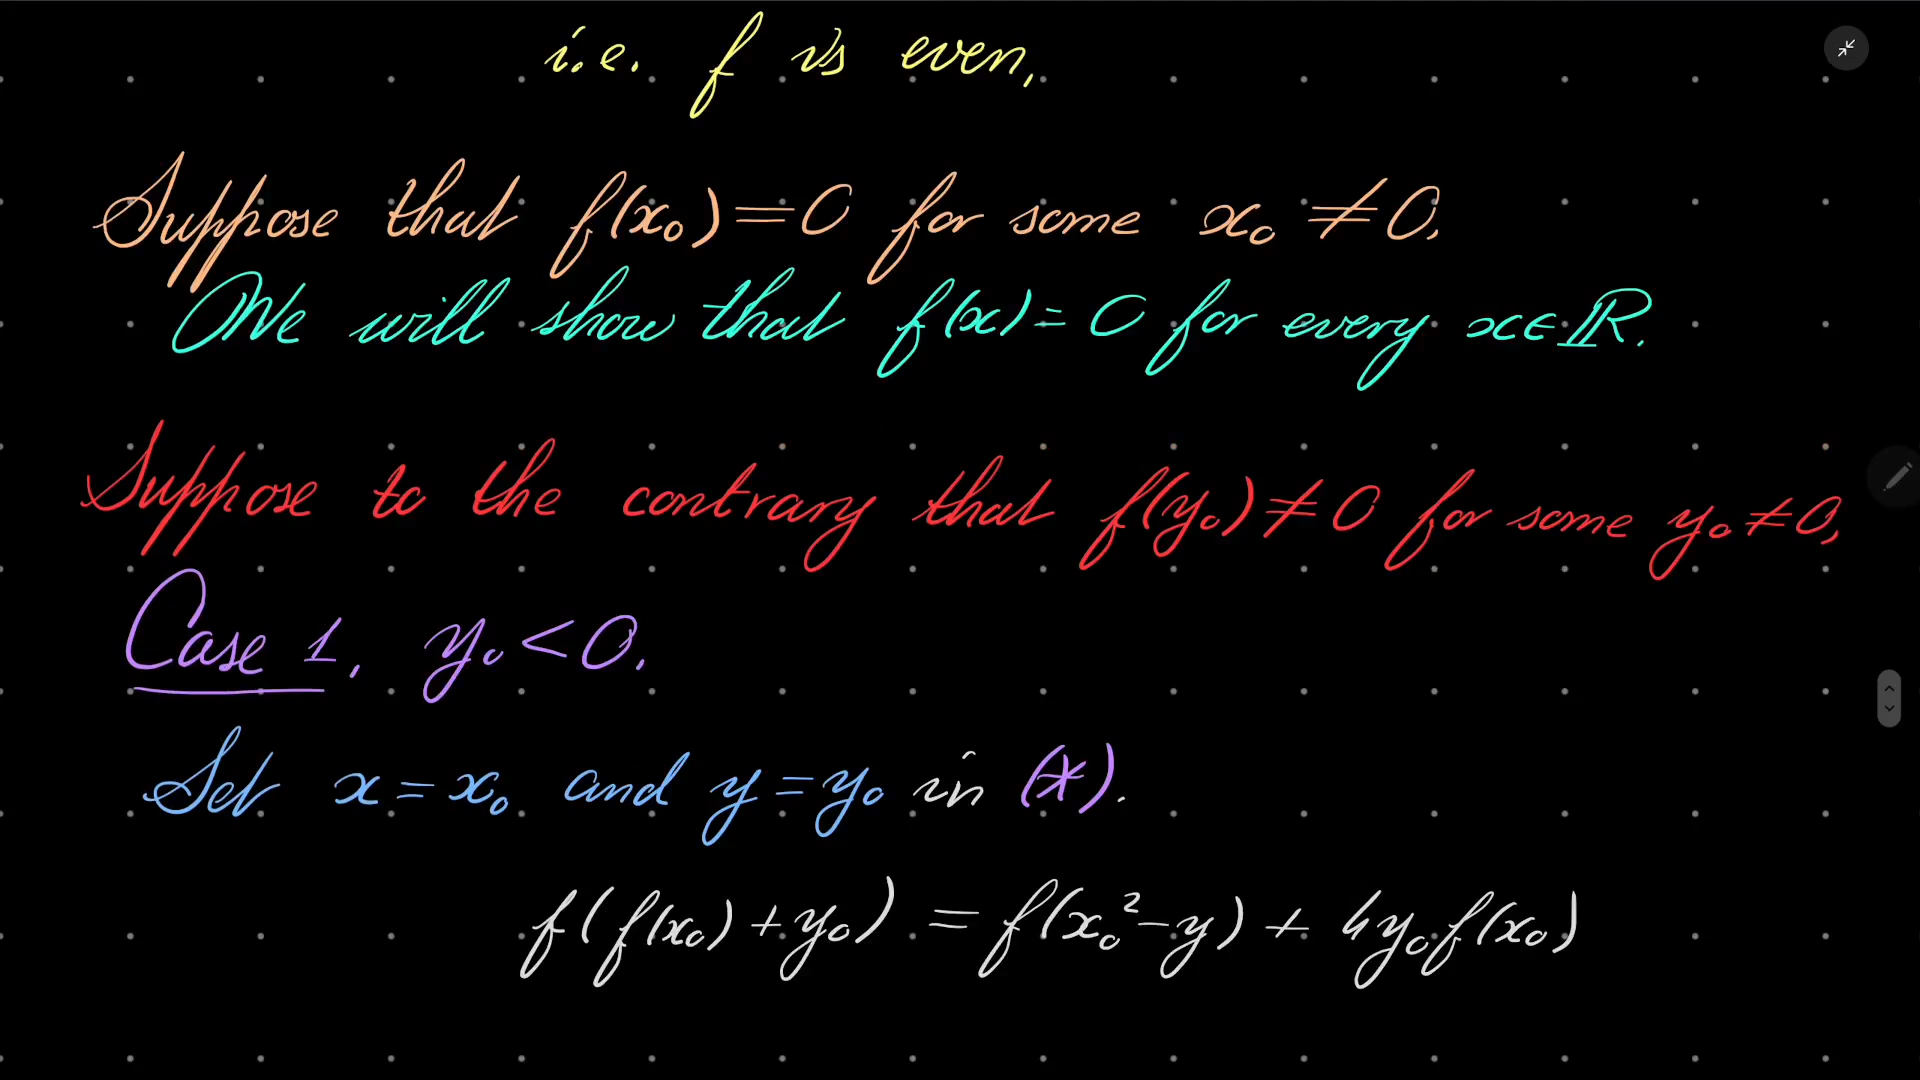 i.e. f is even.
Suppose that f(x₀) = 0 for some x₀ ≠ 0.
We will show that f(x) = 0 for every x ∈ ℝ.
Suppose to the contrary that f(y₀) ≠ 0 for some y₀ ≠ 0,
Case 1. y₀ < 0.
Set x = x₀ and y = y₀ in (*).
f(f(x₀) + y₀) = f(x₀² - y) + 4y₀f(x₀)